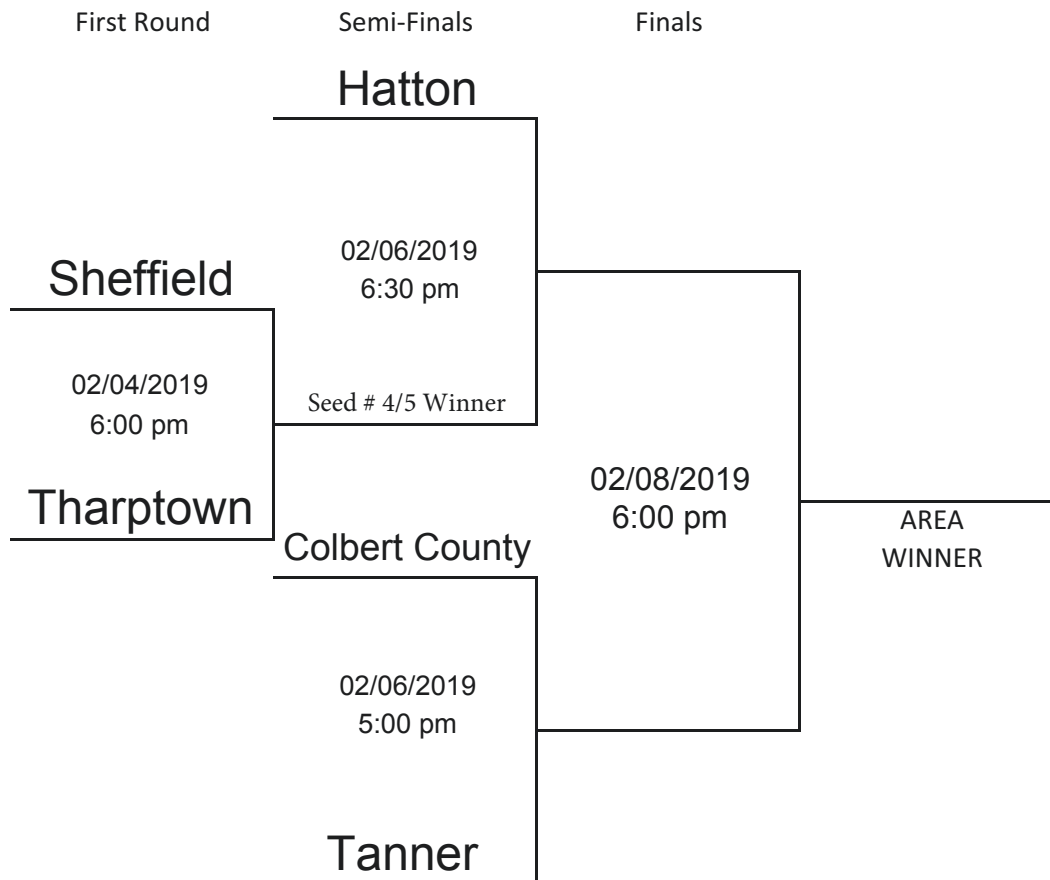 First Round
Semi-Finals
Finals
Hatton
02/06/2019
6:30 pm
Sheffield
02/04/2019
6:00 pm
Seed # 4/5 Winner
Tharptown
02/08/2019
6:00 pm
AREA
WINNER
Colbert County
02/06/2019
5:00 pm
Tanner